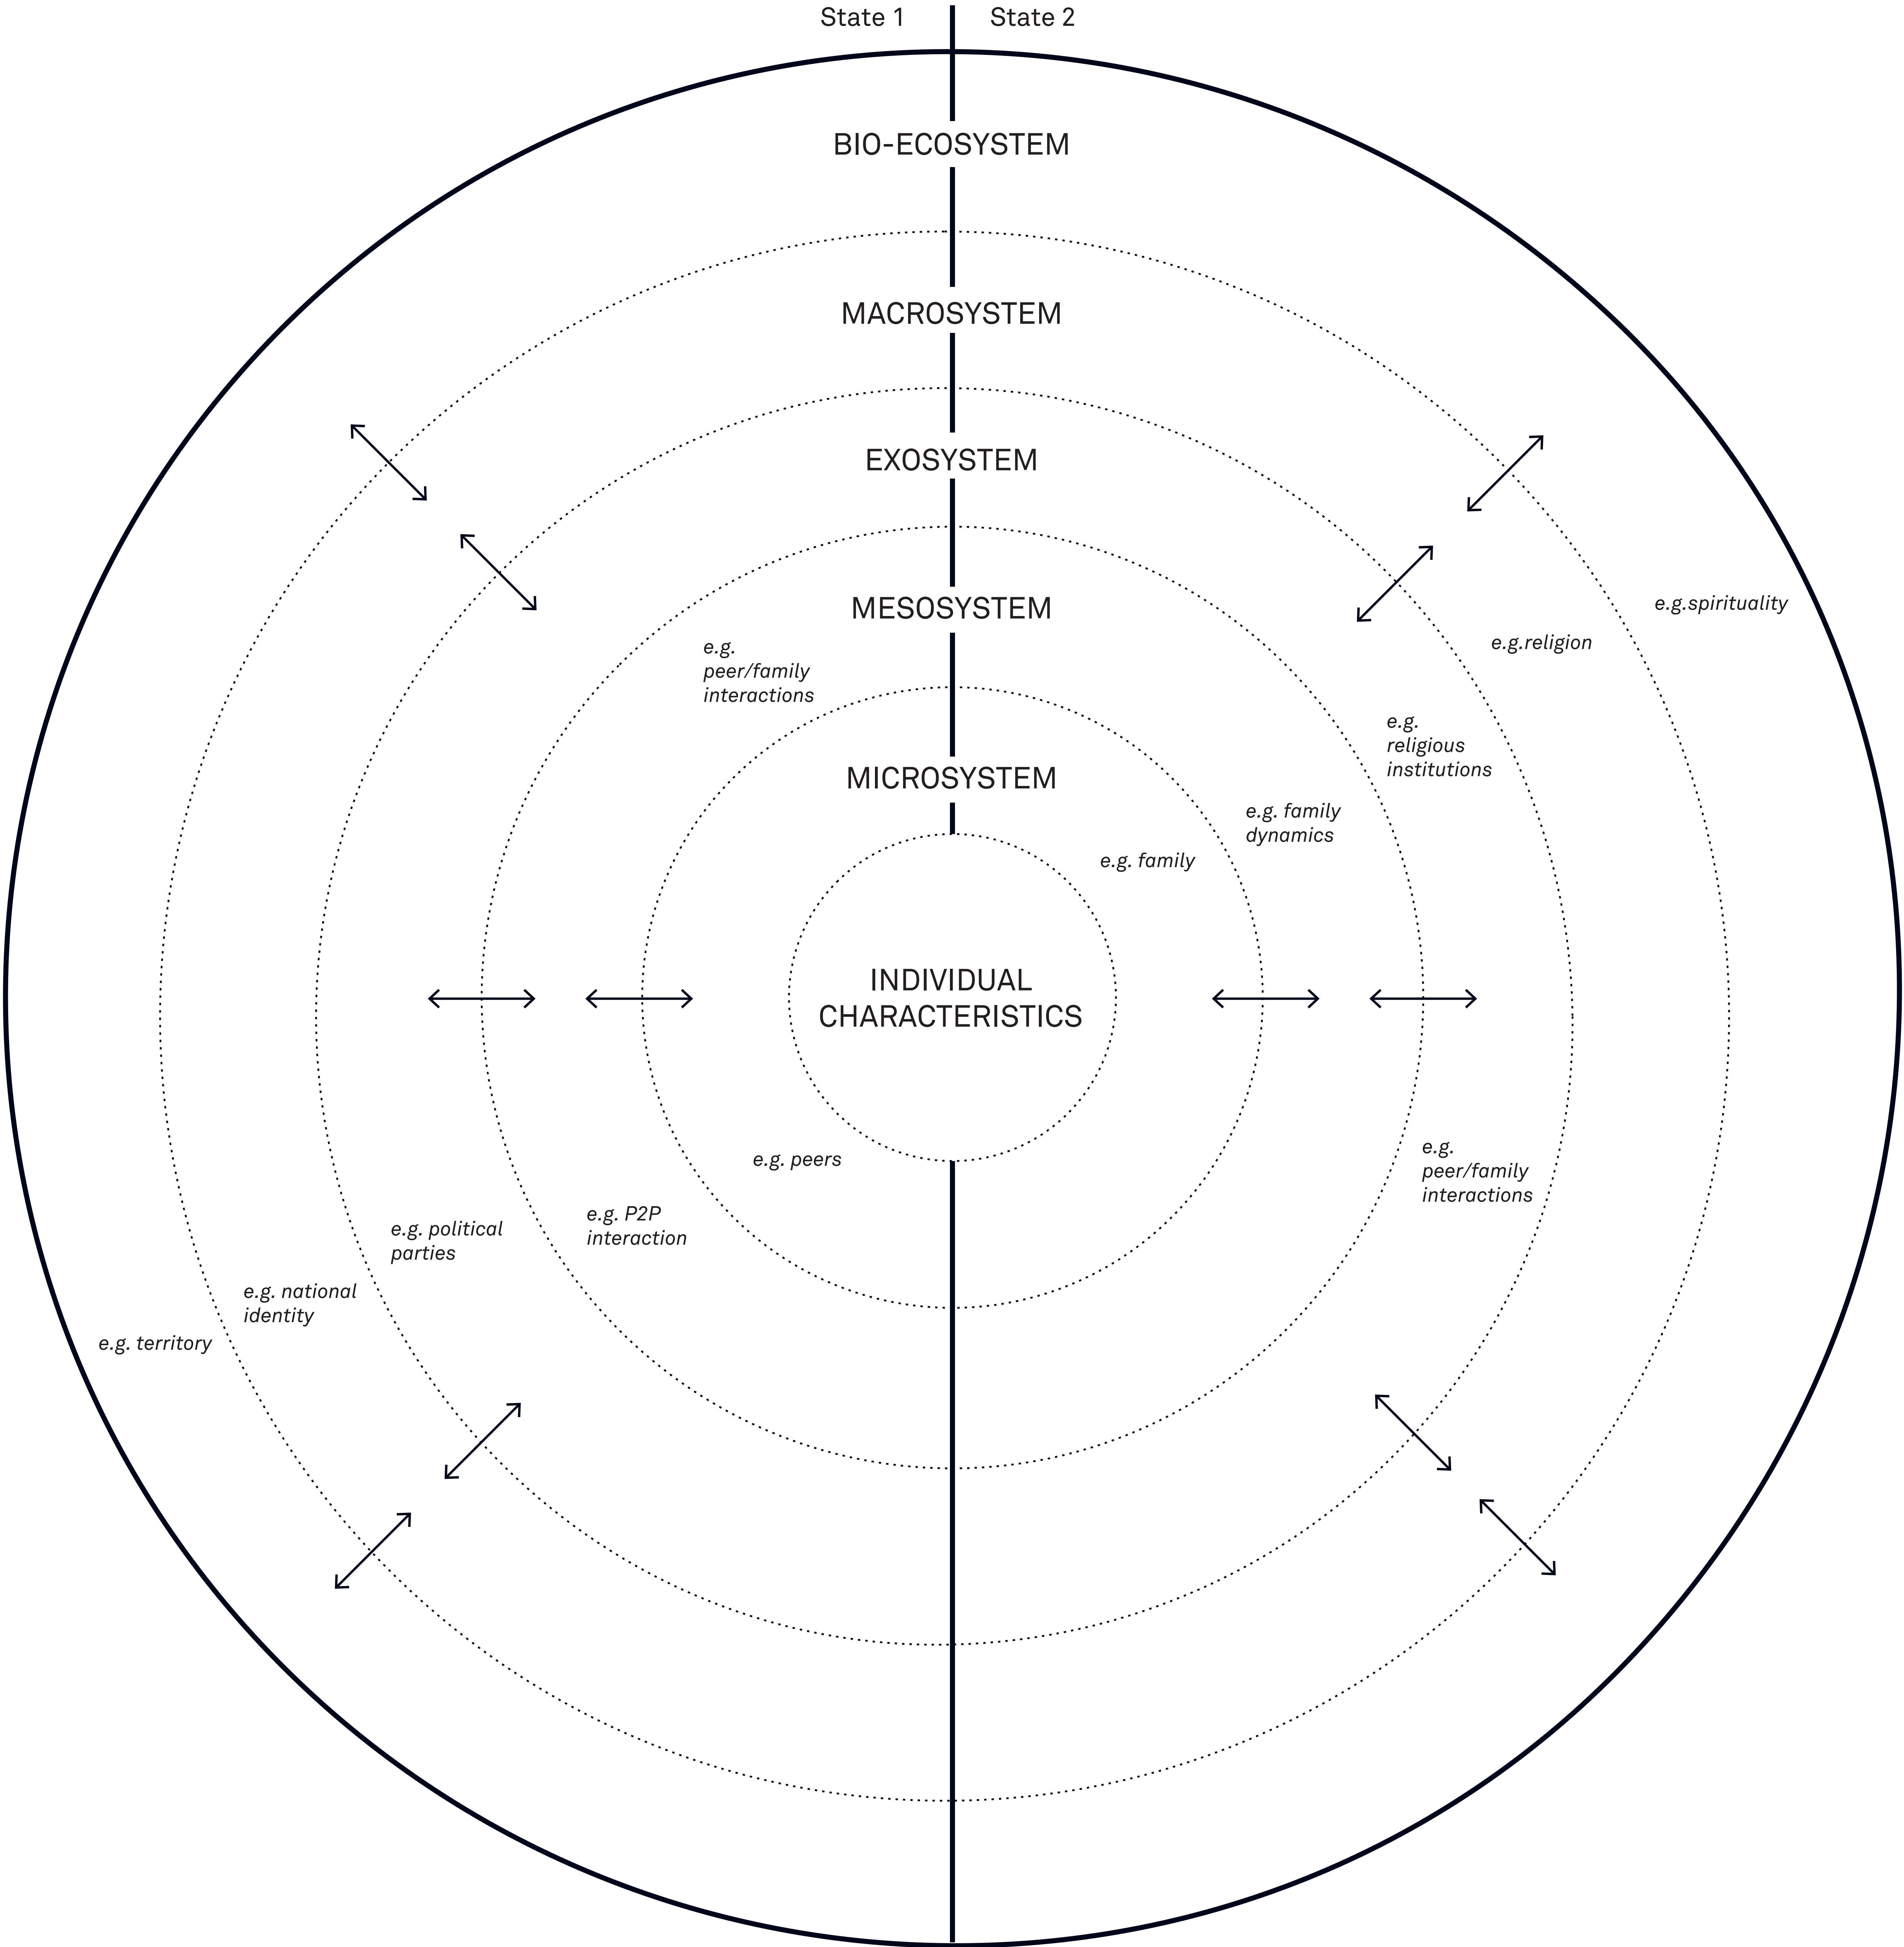 State 1
State 2
BIO-ECOSYSTEM
MACROSYSTEM
EXOSYSTEM
MESOSYSTEM
e.g.spirituality
e.g.religion
e.g.
peer/family
interactions
e.g.
religious
institutions
MICROSYSTEM
e.g. family
dynamics
e.g. family
INDIVIDUAL
CHARACTERISTICS
e.g. peers
e.g.
peer/family
interactions
e.g. P2P
interaction
e.g. political
parties
e.g. national
identity
e.g. territory